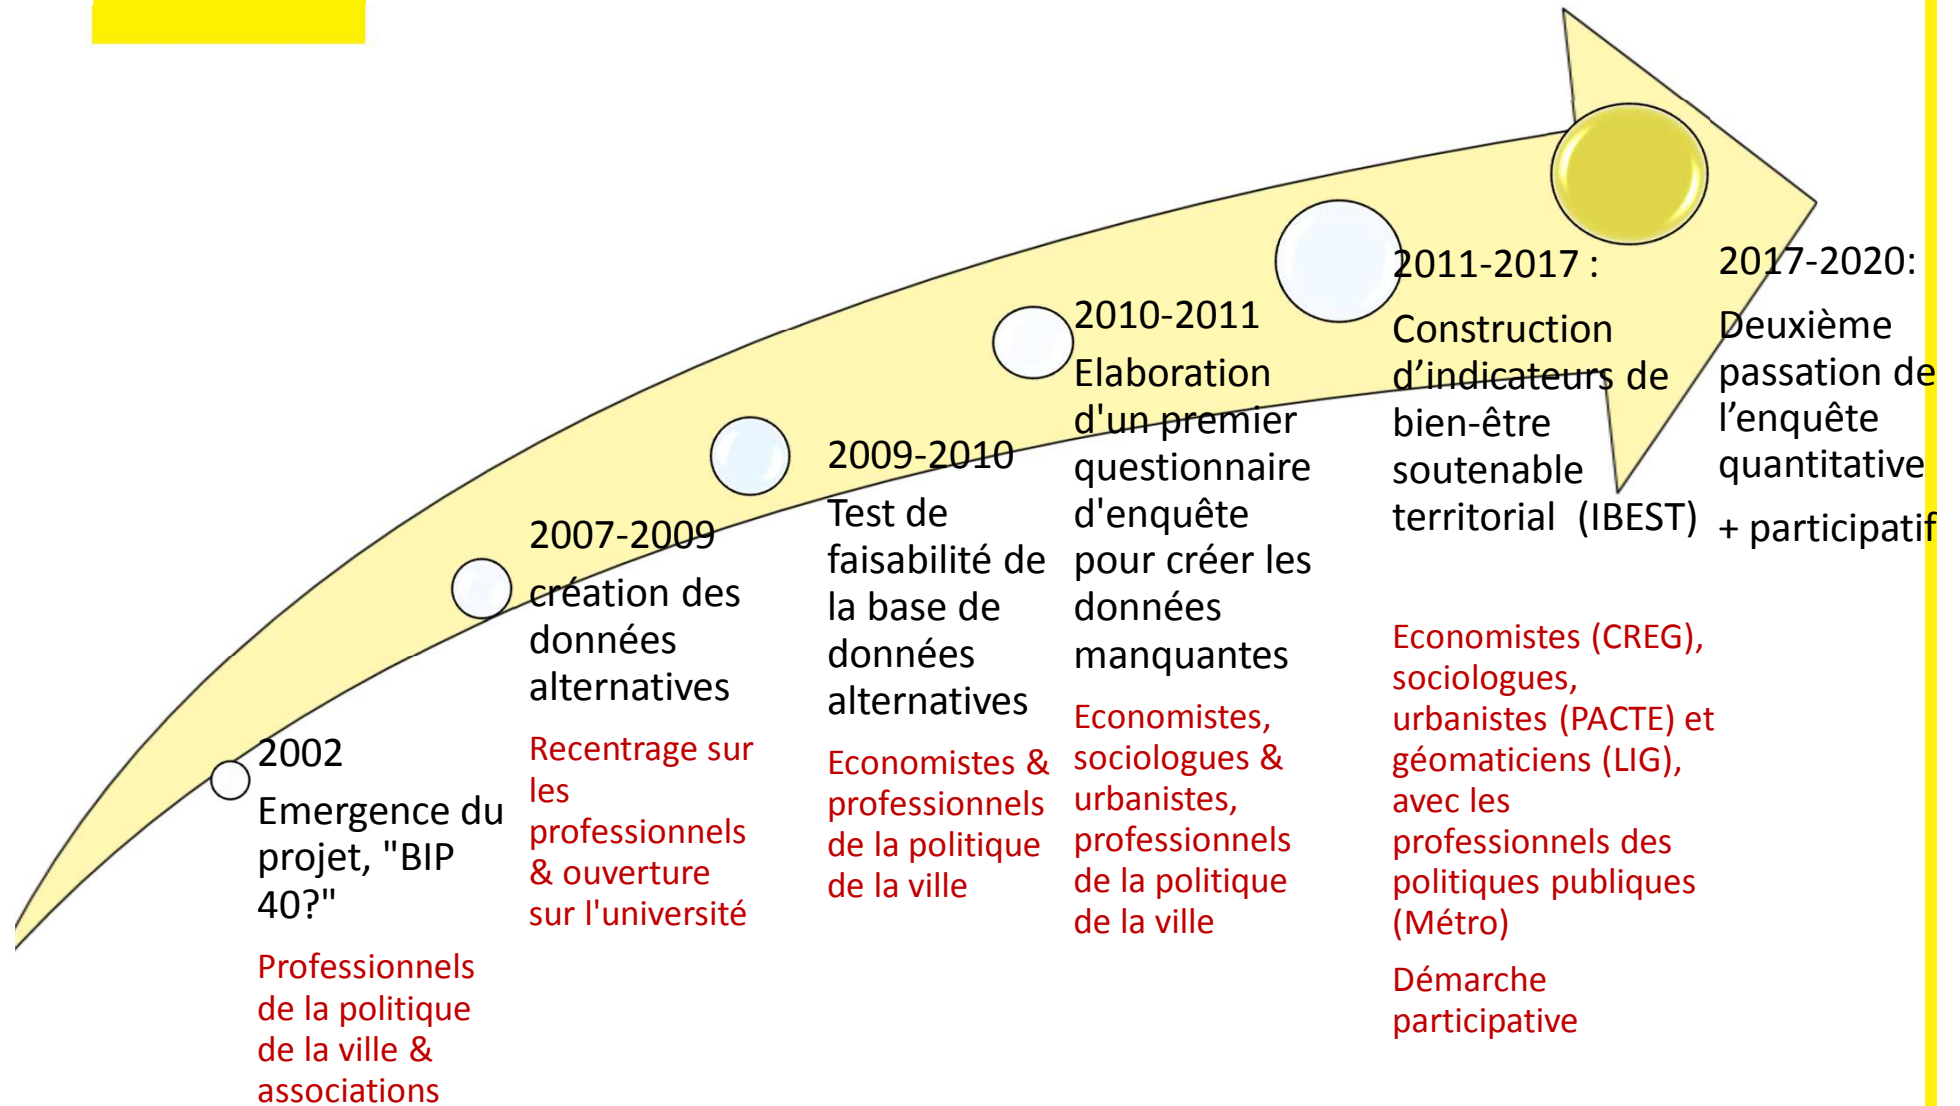 2002
Emergence du
projet, "BIP
40?"
Professionnels
de la politique
de la ville &
associations
2007-2009
création des
données
alternatives
Recentrage sur
les
professionnels
& ouverture
sur l'université
2009-2010
Test de
faisabilité de
la base de
données
alternatives
Economistes &
professionnels
de la politique
de la ville
2010-2011
Elaboration
d'un premier
questionnaire
d'enquête
pour créer les
données
manquantes
Economistes,
sociologues &
urbanistes,
professionnels
de la politique
de la ville
2011-2017 :
Construction
d’indicateurs de
bien-être
soutenable
territorial (IBEST)
Economistes (CREG),
sociologues,
urbanistes (PACTE) et
géomaticiens (LIG),
avec les
professionnels des
politiques publiques
(Métro)
Démarche
participative
2017-2020:
Deuxième
passation de
l’enquête
quantitative
+ participatif